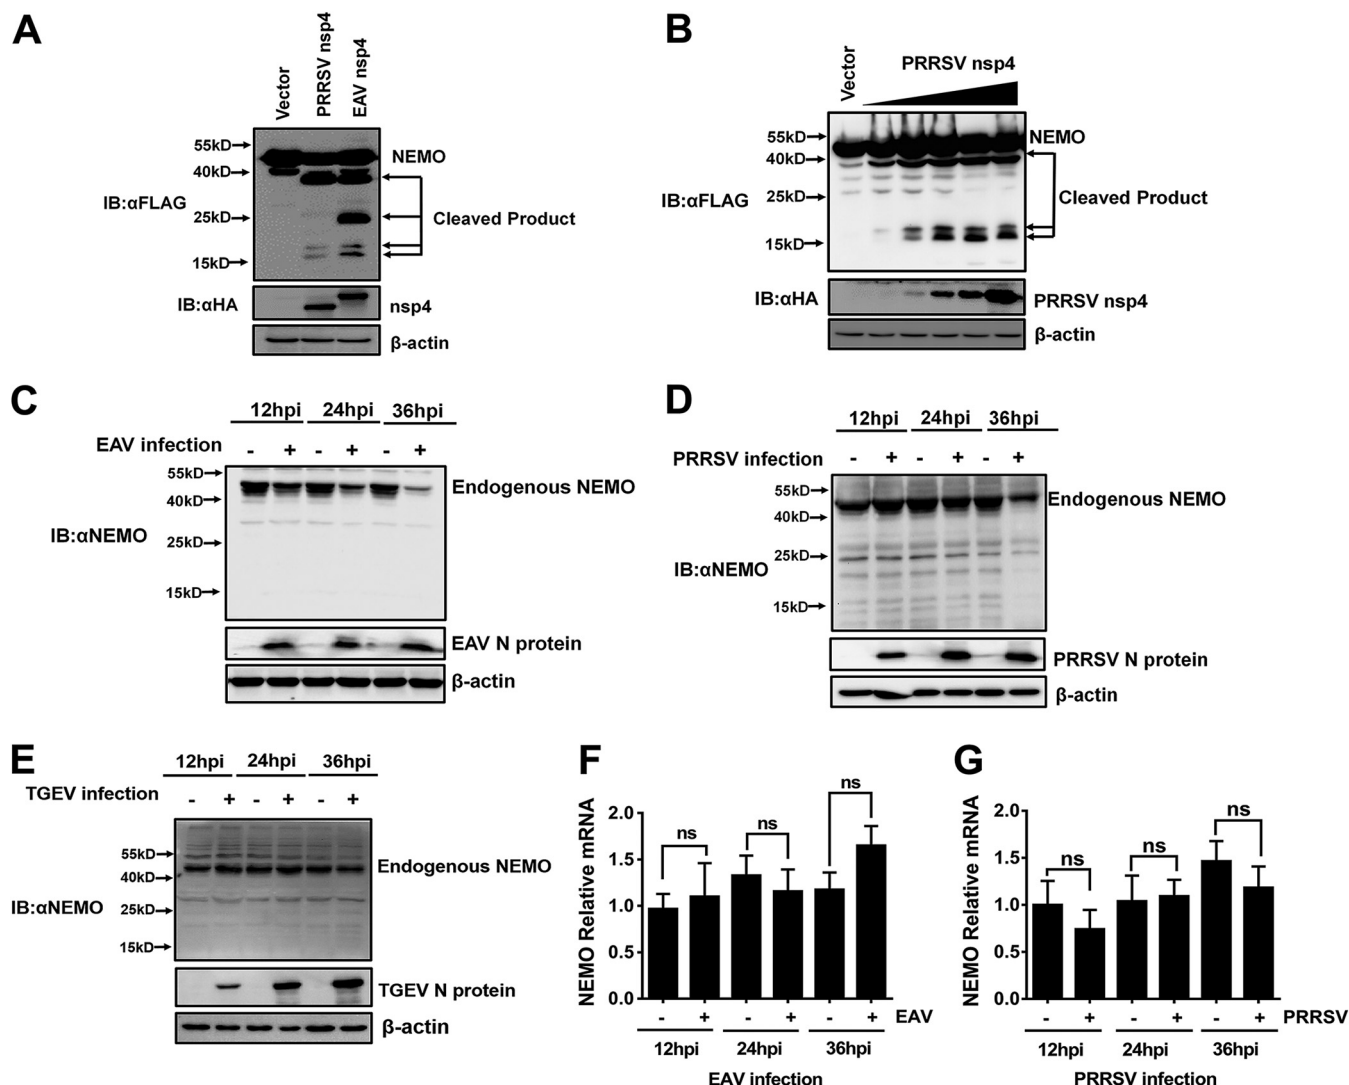 A
Vector
PRRSV nsp4
EAV nsp4
55kD
NEMO
40kD
IB:αFLAG
25kD
Cleaved Product
15kD
IB:αHA
nsp4
β-actin
B
Vector
PRRSV nsp4
55kD
NEMO
40kD
IB:αFLAG
25kD
Cleaved Product
15kD
IB:αHA
PRRSV nsp4
β-actin
C
12hpi 24hpi 36hpi
EAV infection - + - + - +
55kD
Endogenous NEMO
40kD
IB:αNEMO
25kD
15kD
EAV N protein
β-actin
D
12hpi 24hpi 36hpi
PRRSV infection - + - + - +
55kD
Endogenous NEMO
40kD
25kD
IB:αNEMO
15kD
PRRSV N protein
β-actin
E
12hpi 24hpi 36hpi
TGEV infection - + - + - +
55kD
Endogenous NEMO
40kD
IB:αNEMO
25kD
15kD
TGEV N protein
β-actin
F
NEMO Relative mRNA
2.0
1.5
1.0
0.5
0.0
ns ns ns
- + - + - + EAV
12hpi 24hpi 36hpi
EAV infection
G
NEMO Relative mRNA
2.0
1.5
1.0
0.5
0.0
ns ns ns
- + - + - + PRRSV
12hpi 24hpi 36hpi
PRRSV infection